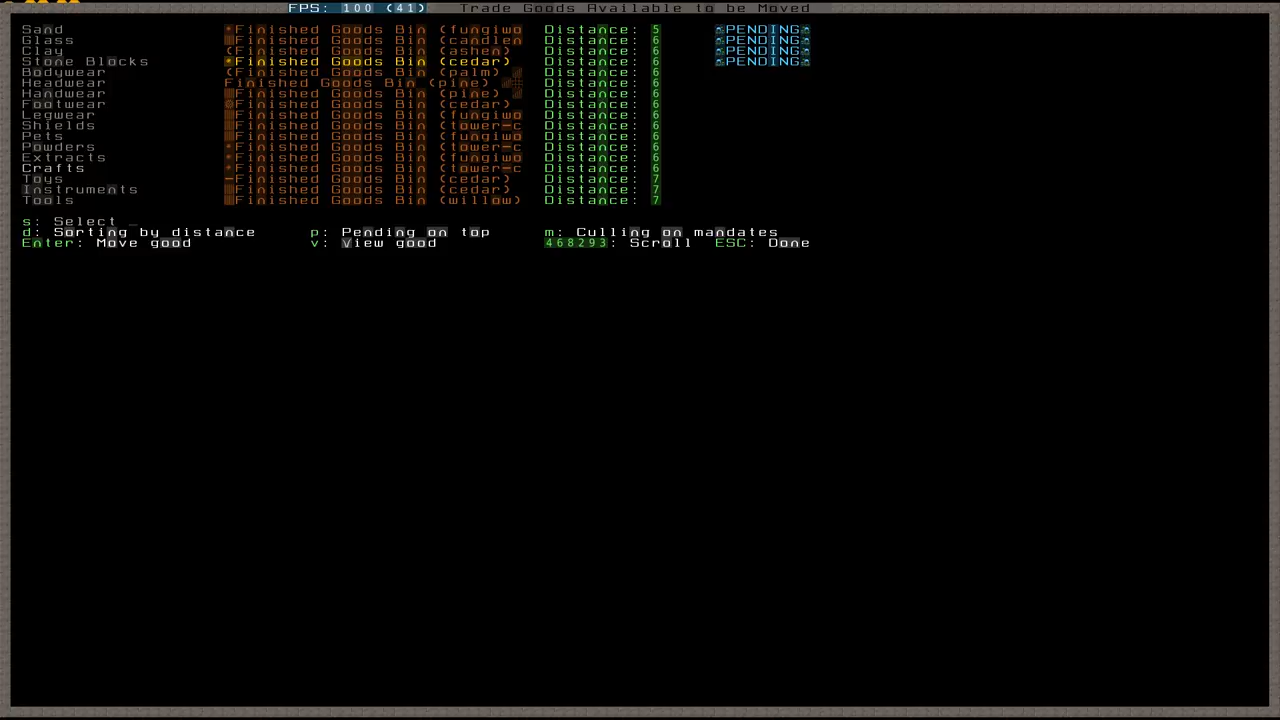 FPS: 100 (41) Trade Goods Available to be Moved
Sand *Finished Goods Bin (fungiwo Distance: 5 PENDING
Glass Finished Goods Bin (candlen Distance: 6 PENDING
Clay (Finished Goods Bin (ashen) Distance: 6 PENDING
Stone Blocks *Finished Goods Bin (cedar) Distance: 6 PENDING
Bodywear (Finished Goods Bin (palm) Distance: 6
Headwear Finished Goods Bin (pine) Distance: 6
Handwear Finished Goods Bin (pine) Distance: 6
Footwear Finished Goods Bin (cedar) Distance: 6
Legwear Finished Goods Bin (fungiwo Distance: 6
Shields Finished Goods Bin (tower-c Distance: 6
Pets Finished Goods Bin (fungiwo Distance: 6
Powders *Finished Goods Bin (tower-c Distance: 6
Extracts *Finished Goods Bin (fungiwo Distance: 6
Crafts *Finished Goods Bin (tower-c Distance: 6
Toys -Finished Goods Bin (cedar) Distance: 7
Instruments Finished Goods Bin (cedar) Distance: 7
Tools Finished Goods Bin (willow) Distance: 7
s: Select _
d: Sorting by distance p: Pending on top m: Culling on mandates
Enter: Move good v: View good 468293: Scroll ESC: Done